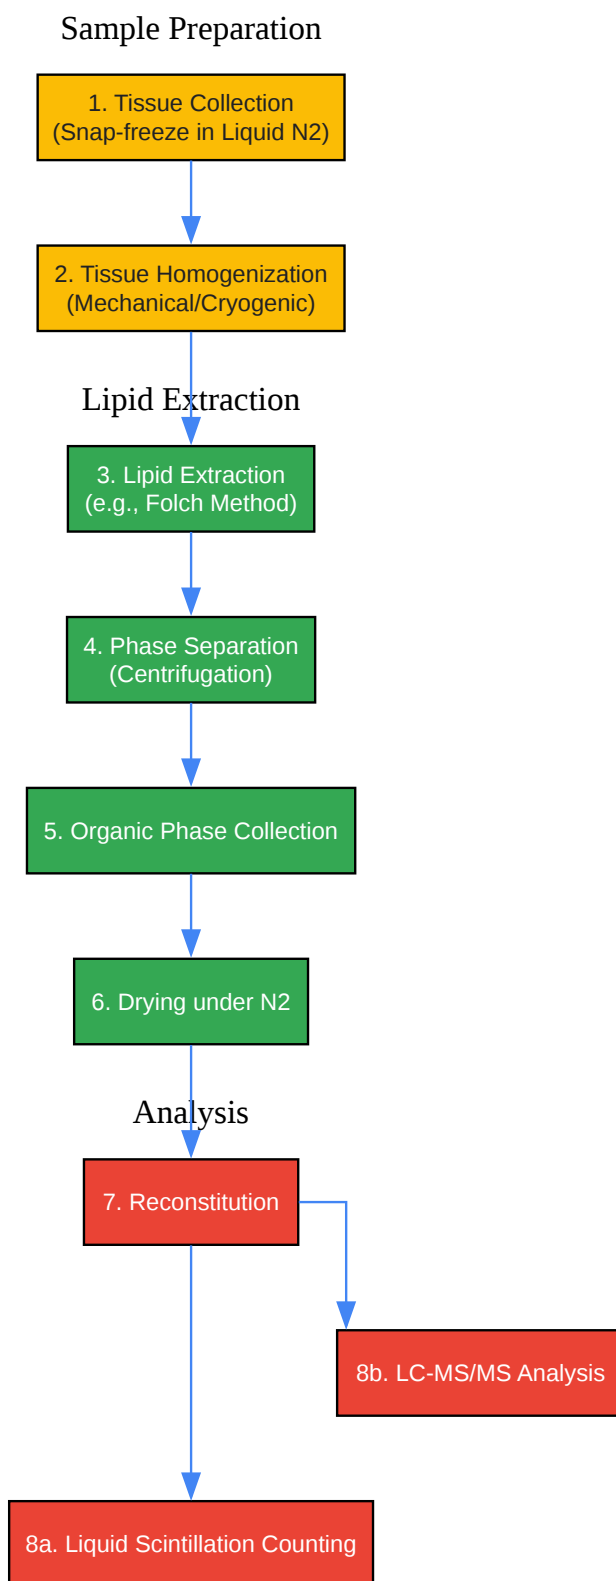 Sample Preparation
1. Tissue Collection
(Snap-freeze in Liquid N2)
2. Tissue Homogenization
(Mechanical/Cryogenic)
Lipid Extraction
3. Lipid Extraction
(e.g., Folch Method)
4. Phase Separation
(Centrifugation)
5. Organic Phase Collection
6. Drying under N2
Analysis
7. Reconstitution
8b. LC-MS/MS Analysis
8a. Liquid Scintillation Counting